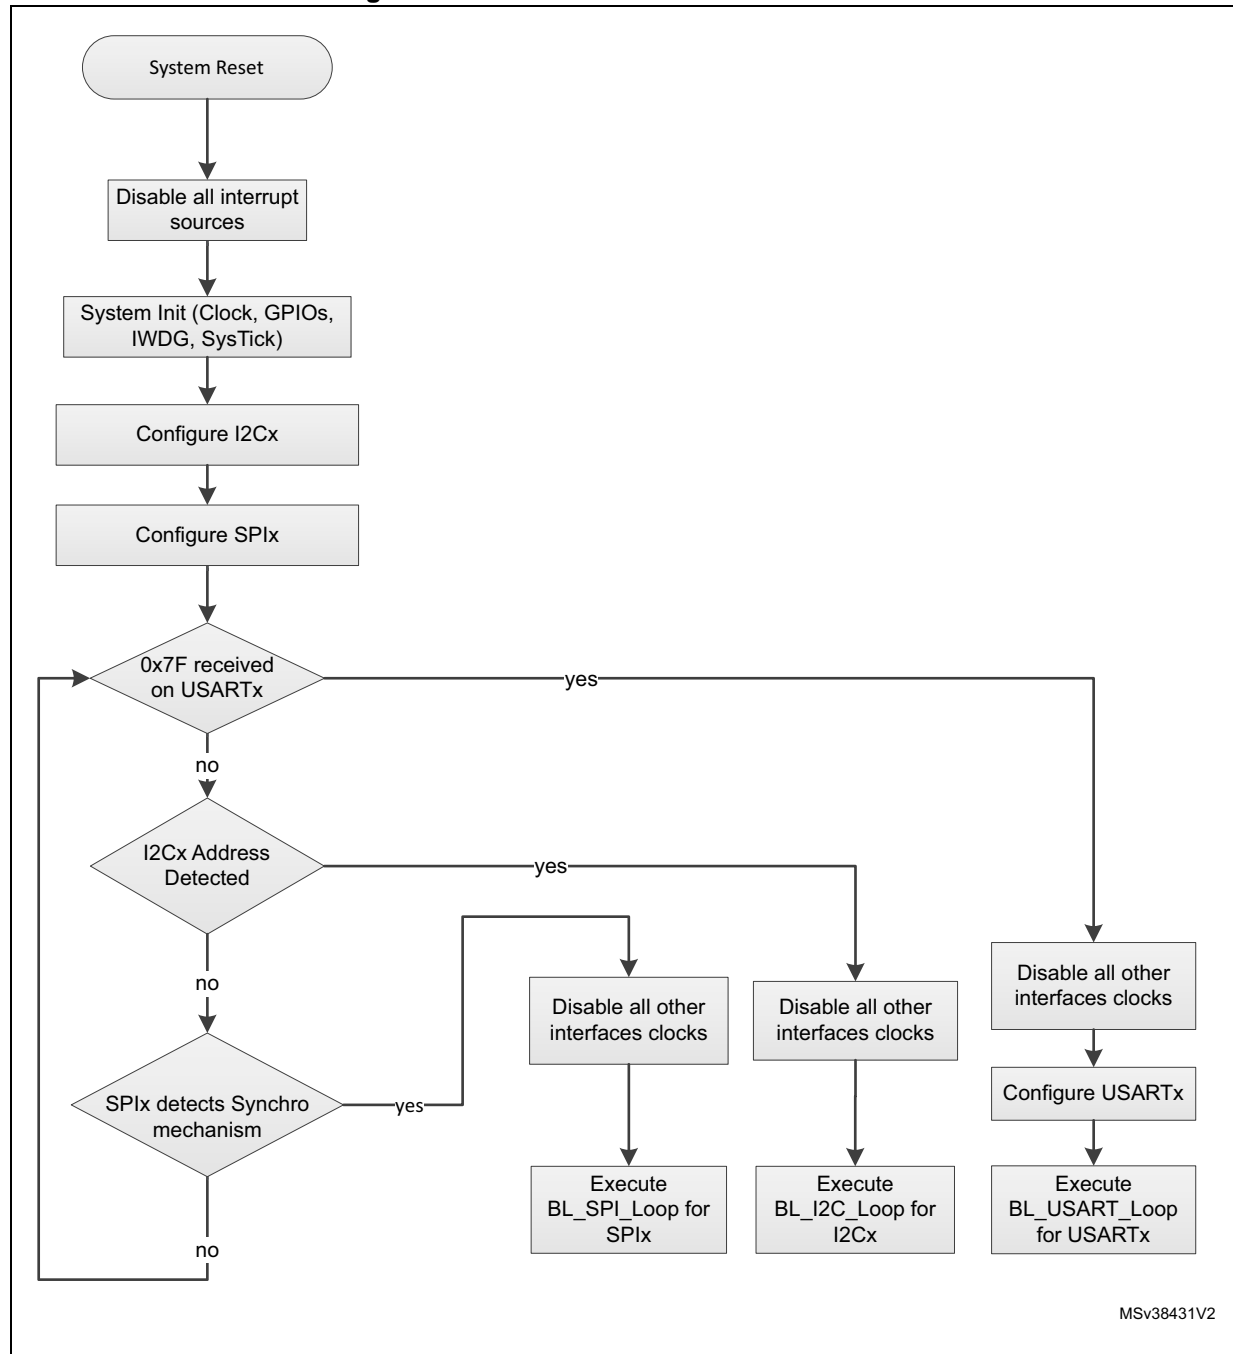 System Reset
Disable all interrupt
sources
System Init (Clock, GPIOs,
IWDG, SysTick)
Configure I2Cx
Configure SPIx
0x7F received
on USARTx
yes
no
I2Cx Address
Detected
yes
no
SPIx detects Synchro
mechanism
yes
no
Disable all other
interfaces clocks
Execute
BL_SPI_Loop for
SPIx
Disable all other
interfaces clocks
Execute
BL_I2C_Loop for
I2Cx
Disable all other
interfaces clocks
Configure USARTx
Execute
BL_USART_Loop
for USARTx
MSv38431V2